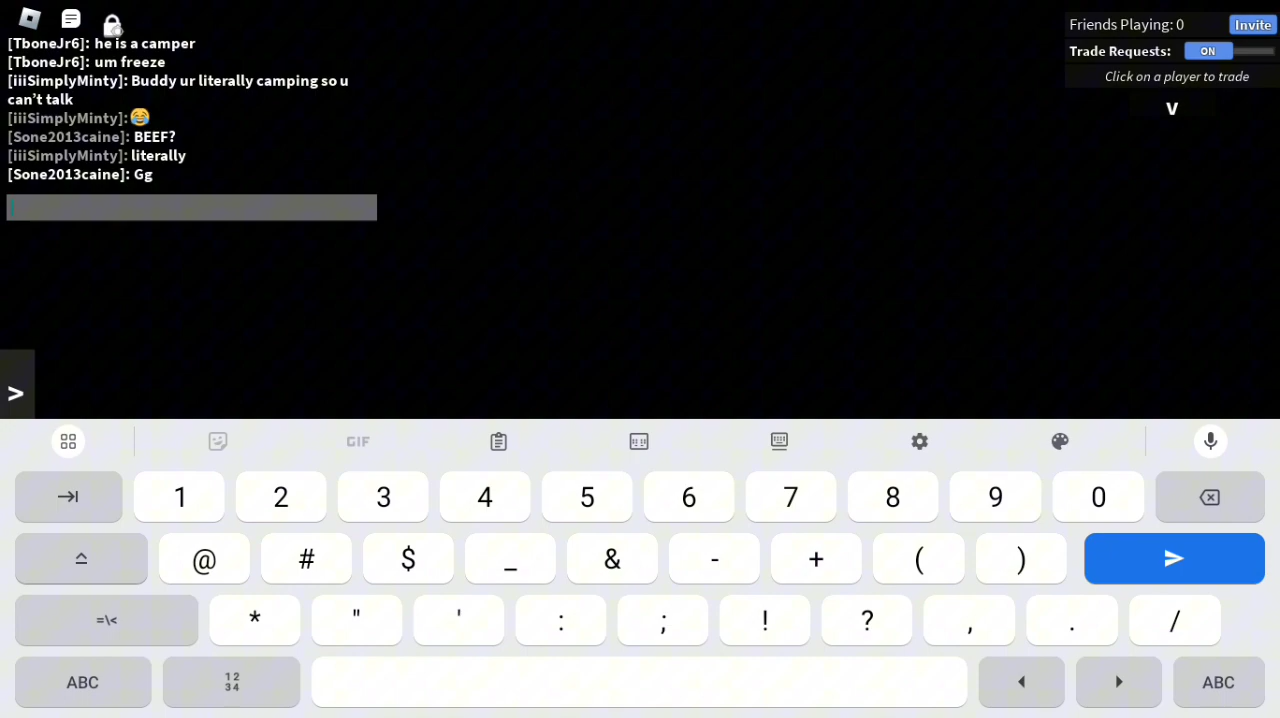 [TboneJr6]: he is a camper
[TboneJr6]: um freeze
[iiiSimplyMinty]: Buddy ur literally camping so u
can't talk
[iiiSimplyMinty]: 😂
[Sone2013caine]: BEEF?
[iiiSimplyMinty]: literally
[Sone2013caine]: Gg
Friends Playing: 0 Invite
Trade Requests: ON
Click on a player to trade
v
>
GIF
1 2 3 4 5 6 7 8 9 0
@ # $ _ & - + ( )
=\< * " ' : ; ! ? , . /
ABC 12 34 ABC